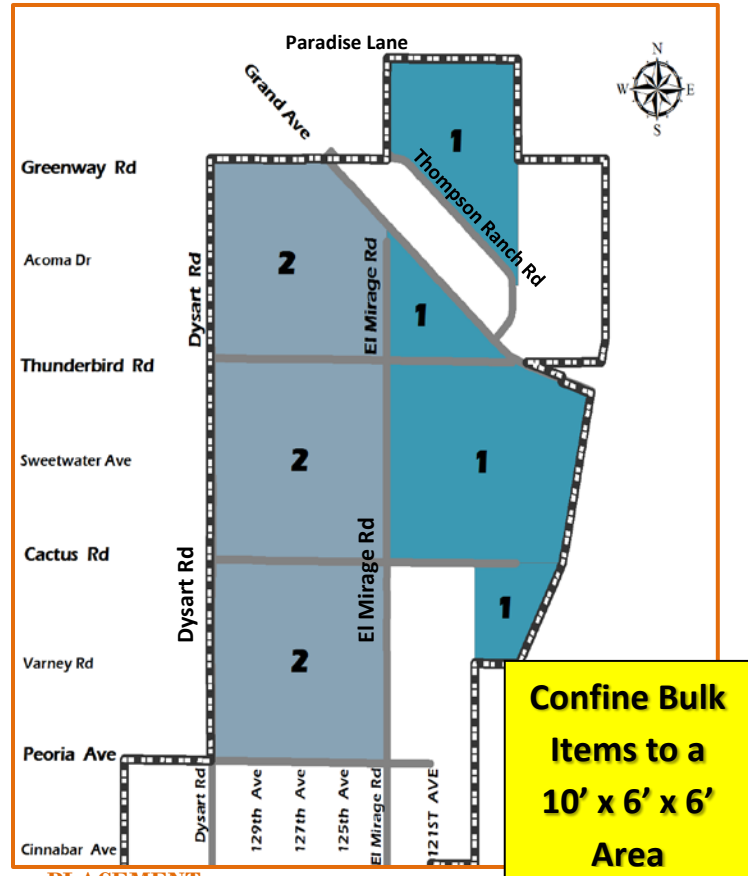 Paradise Lane
N
W E
S
Grand Ave
1
Greenway Rd
Thompson Ranch Rd
Acoma Dr
Dysart Rd
2
El Mirage Rd
1
Thunderbird Rd
Sweetwater Ave
2
1
Cactus Rd
Dysart Rd
El Mirage Rd
1
Varney Rd
2
Confine Bulk
Items to a
10’ x 6’ x 6’
Area
Peoria Ave
Dysart Rd
129th Ave
127th Ave
125th Ave
El Mirage Rd
121ST AVE
Cinnabar Ave
PLACEMENT